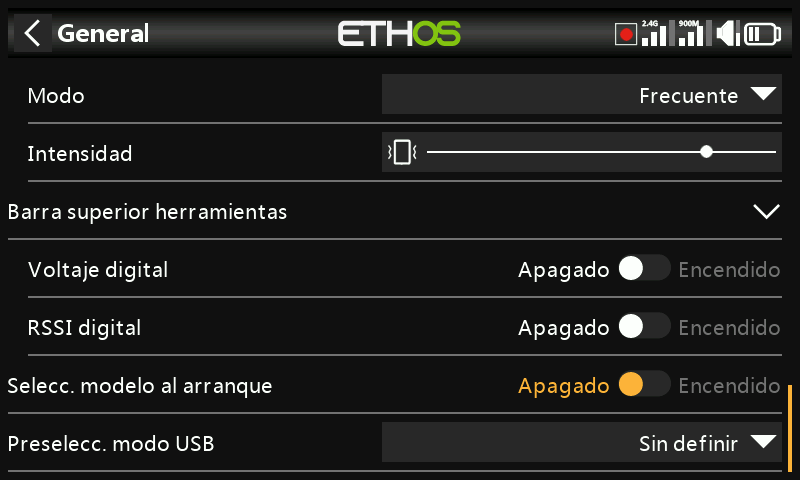 General
ETHOS
2.4G
900M
Modo
Frecuente
Intensidad
Barra superior herramientas
Voltaje digital
Apagado
Encendido
RSSI digital
Apagado
Encendido
Selecc. modelo al arranque
Apagado
Encendido
Preselecc. modo USB
Sin definir